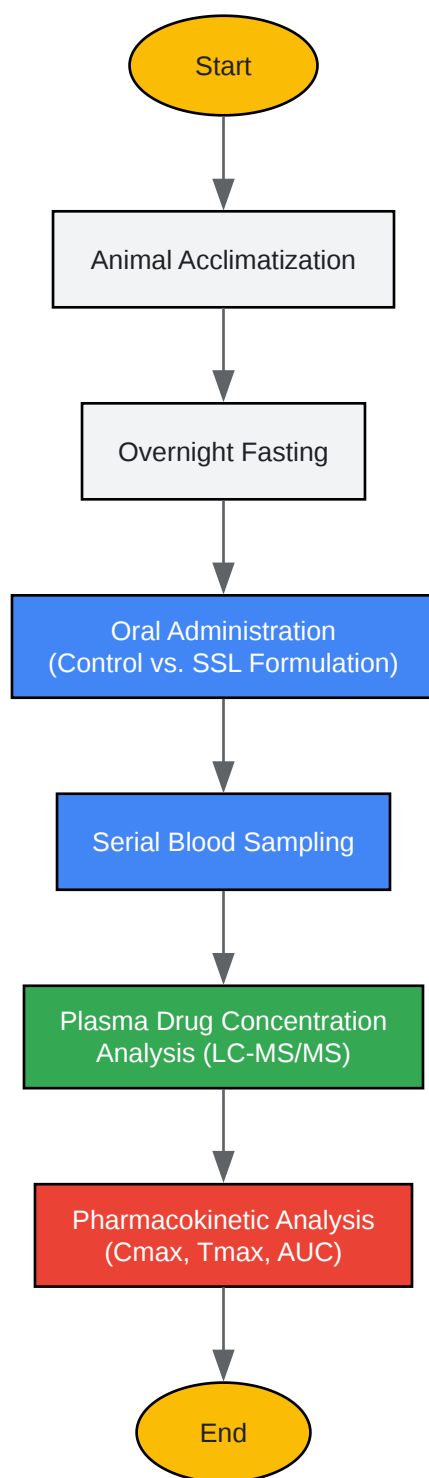 Start
Animal Acclimatization
Overnight Fasting
Oral Administration
(Control vs. SSL Formulation)
Serial Blood Sampling
Plasma Drug Concentration
Analysis (LC-MS/MS)
Pharmacokinetic Analysis
(Cmax, Tmax, AUC)
End